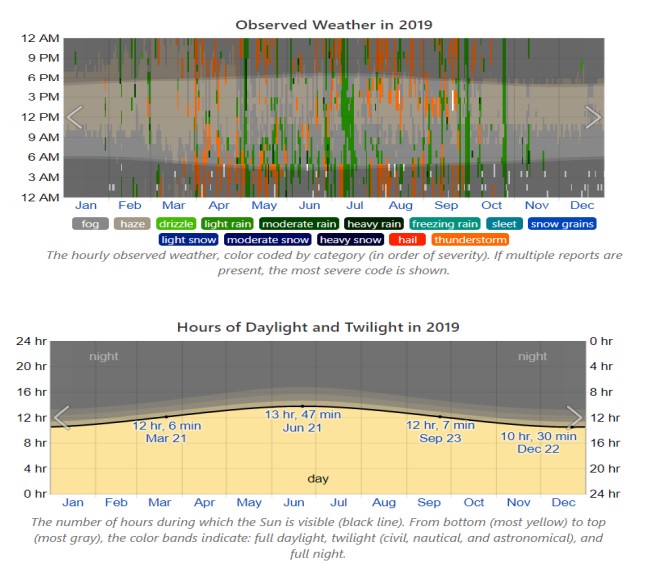 Observed Weather in 2019
12 AM
9 PM
6 PM
3 PM
12 PM
9 AM
6 AM
3 AM
12 AM
Jan Feb Mar Apr May Jun Jul Aug Sep Oct Nov Dec
fog haze drizzle light rain moderate rain heavy rain freezing rain sleet snow grains
light snow moderate snow heavy snow hail thunderstorm
The hourly observed weather, color coded by category (in order of severity). If multiple reports are
present, the most severe code is shown.
Hours of Daylight and Twilight in 2019
24 hr 0 hr
night night
20 hr 4 hr
16 hr 8 hr
12 hr 12 hr
13 hr, 47 min
Jun 21
12 hr, 6 min
Mar 21
12 hr, 7 min
Sep 23
10 hr, 30 min
Dec 22
8 hr 16 hr
4 hr 20 hr
day
0 hr 24 hr
Jan Feb Mar Apr May Jun Jul Aug Sep Oct Nov Dec
The number of hours during which the Sun is visible (black line). From bottom (most yellow) to top
(most gray), the color bands indicate: full daylight, twilight (civil, nautical, and astronomical), and
full night.